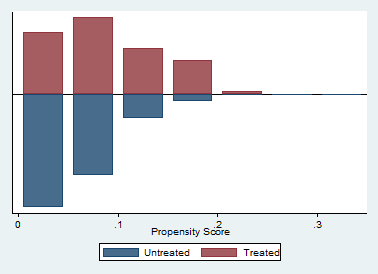 0 .1 .2 .3
Propensity Score
Untreated Treated